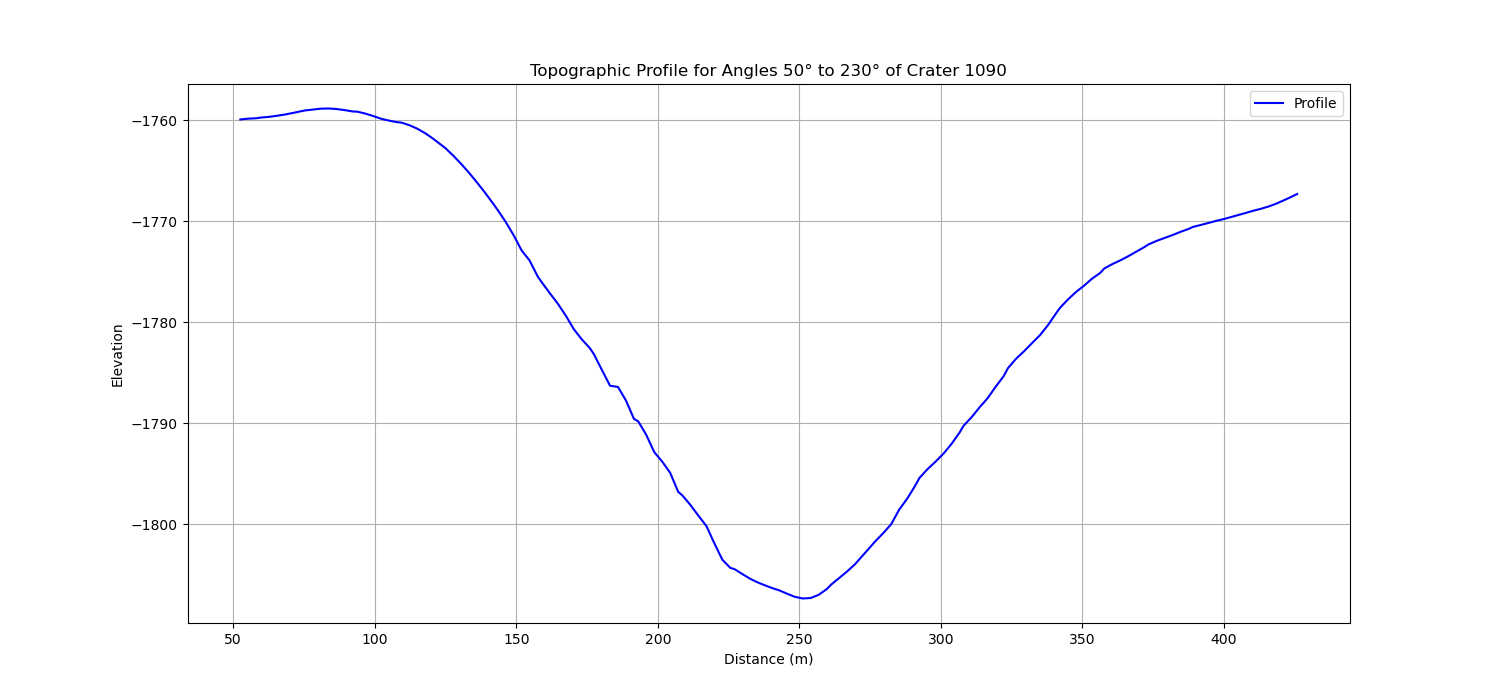 Topographic Profile for Angles 50° to 230° of Crater 1090
Profile
Elevation
−1760
−1770
−1780
−1790
−1800
50 100 150 200 250 300 350 400
Distance (m)